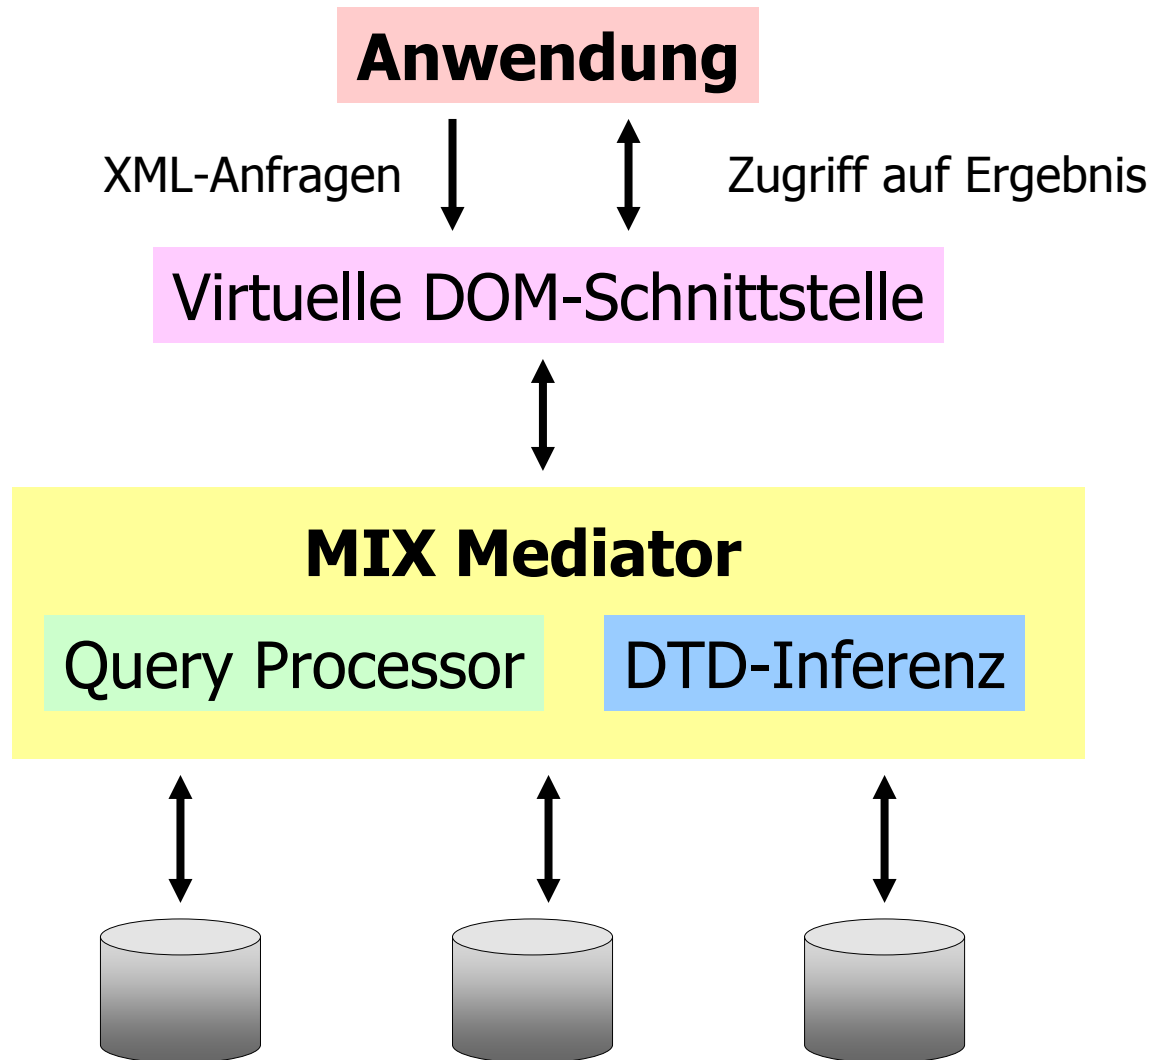 Anwendung
XML-Anfragen
Zugriff auf Ergebnis
Virtuelle DOM-Schnittstelle
MIX Mediator
Query Processor
DTD-Inferenz